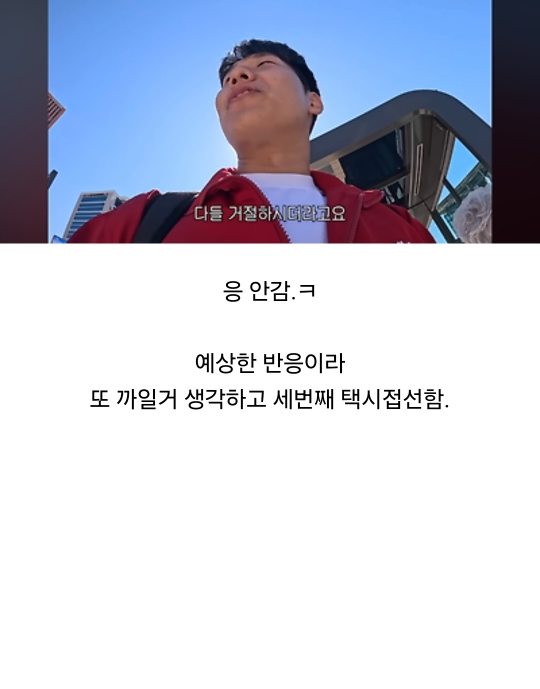 다들 거절하시더라고요
응 안감.ㅋ
예상한 반응이라
또 까일거 생각하고 세번째 택시접선함.